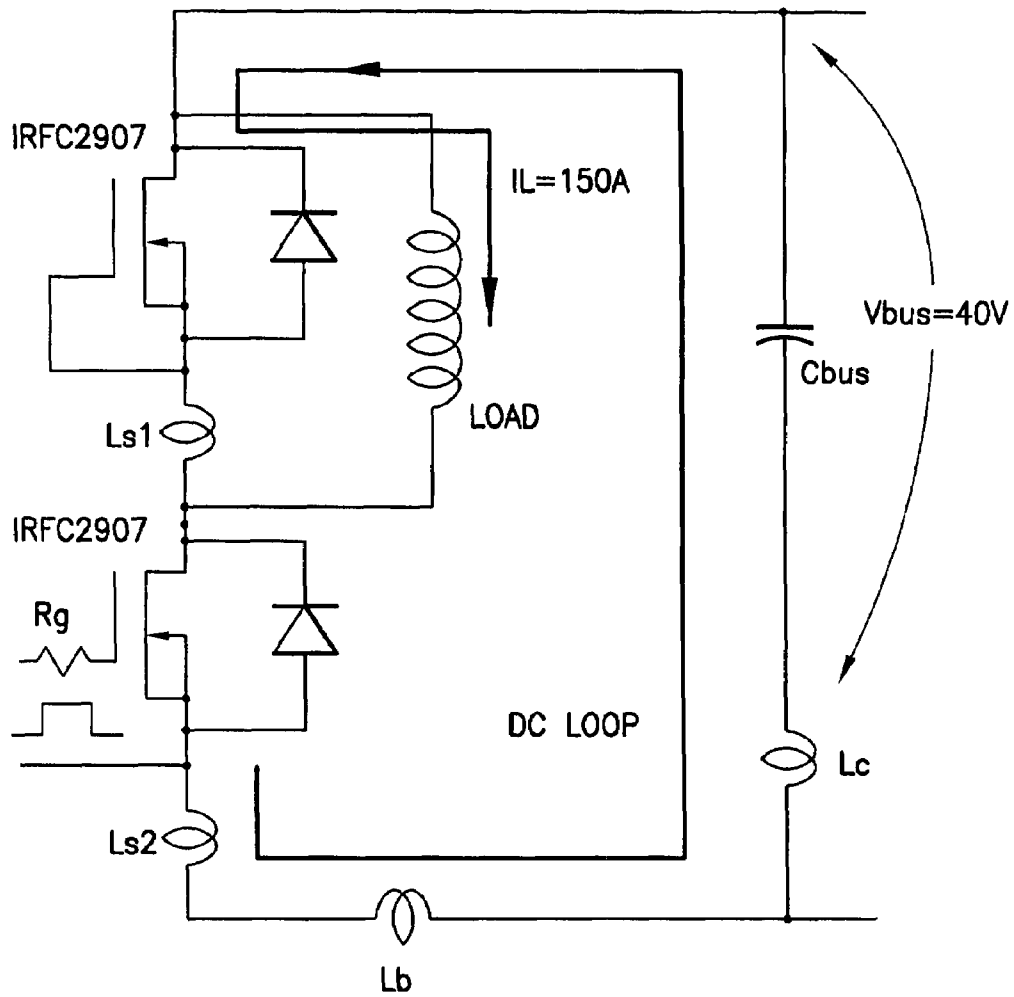 IRFC2907
IL=150A
Vbus=40V
Cbus
Ls1
LOAD
IRFC2907
Rg
DC LOOP
Lc
Ls2
Lb